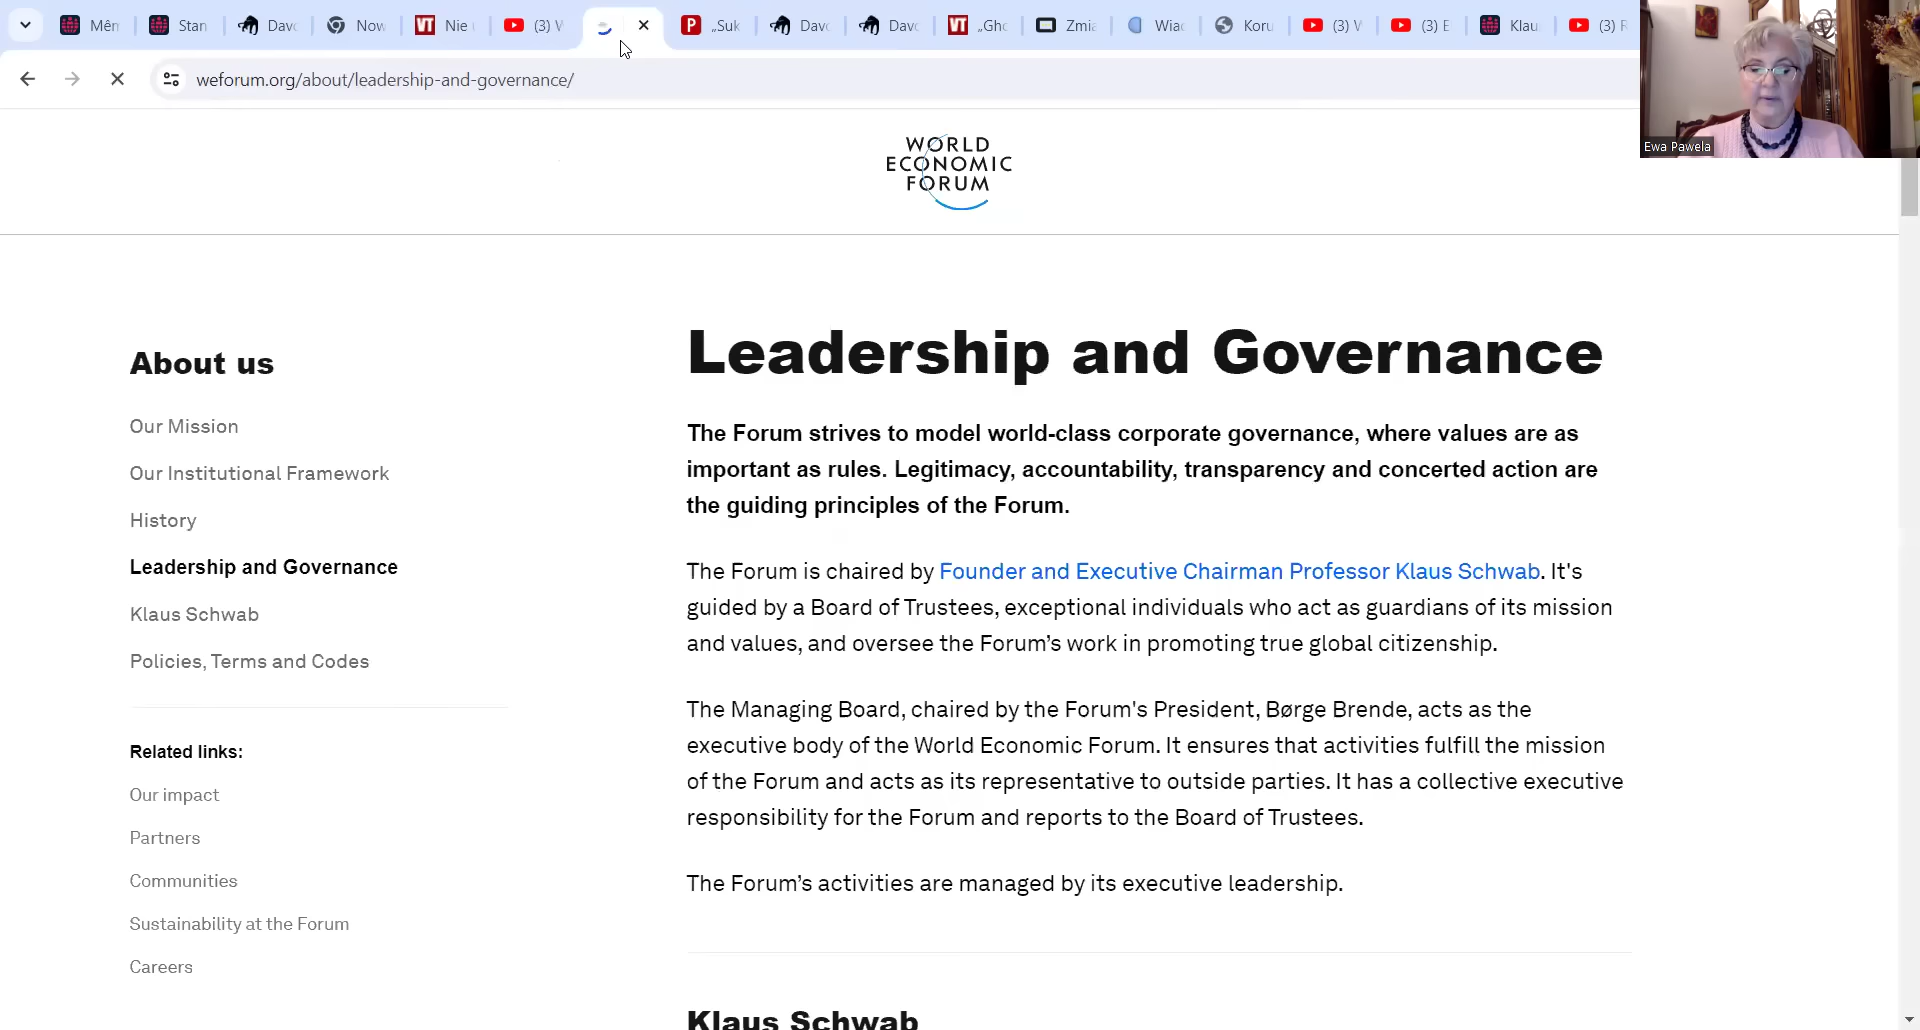 Mêm
Stan
Davo
Now
VT Nie
(3) V
P „Suk
Davo
Davo
VT „Gho
Zmia
Wiad
Koru
(3) V
(3) E
Klau
(3) R
weforum.org/about/leadership-and-governance/
Ewa Pawela
WORLD
ECONOMIC
FORUM
About us
Our Mission
Our Institutional Framework
History
Leadership and Governance
Klaus Schwab
Policies, Terms and Codes
Related links:
Our impact
Partners
Communities
Sustainability at the Forum
Careers
Leadership and Governance
The Forum strives to model world-class corporate governance, where values are as
important as rules. Legitimacy, accountability, transparency and concerted action are
the guiding principles of the Forum.
The Forum is chaired by Founder and Executive Chairman Professor Klaus Schwab. It's
guided by a Board of Trustees, exceptional individuals who act as guardians of its mission
and values, and oversee the Forum’s work in promoting true global citizenship.
The Managing Board, chaired by the Forum's President, Børge Brende, acts as the
executive body of the World Economic Forum. It ensures that activities fulfill the mission
of the Forum and acts as its representative to outside parties. It has a collective executive
responsibility for the Forum and reports to the Board of Trustees.
The Forum’s activities are managed by its executive leadership.
Klaus Schwab